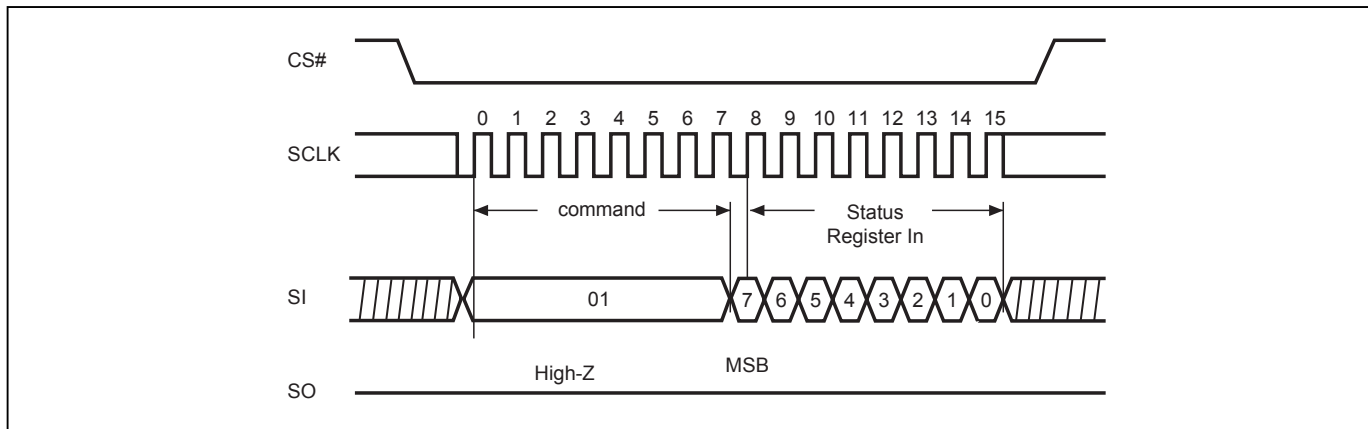 CS#
0 1 2 3 4 5 6 7 8 9 10 11 12 13 14 15
SCLK
command
Status
Register In
SI
01
7 6 5 4 3 2 1 0
MSB
High-Z
SO